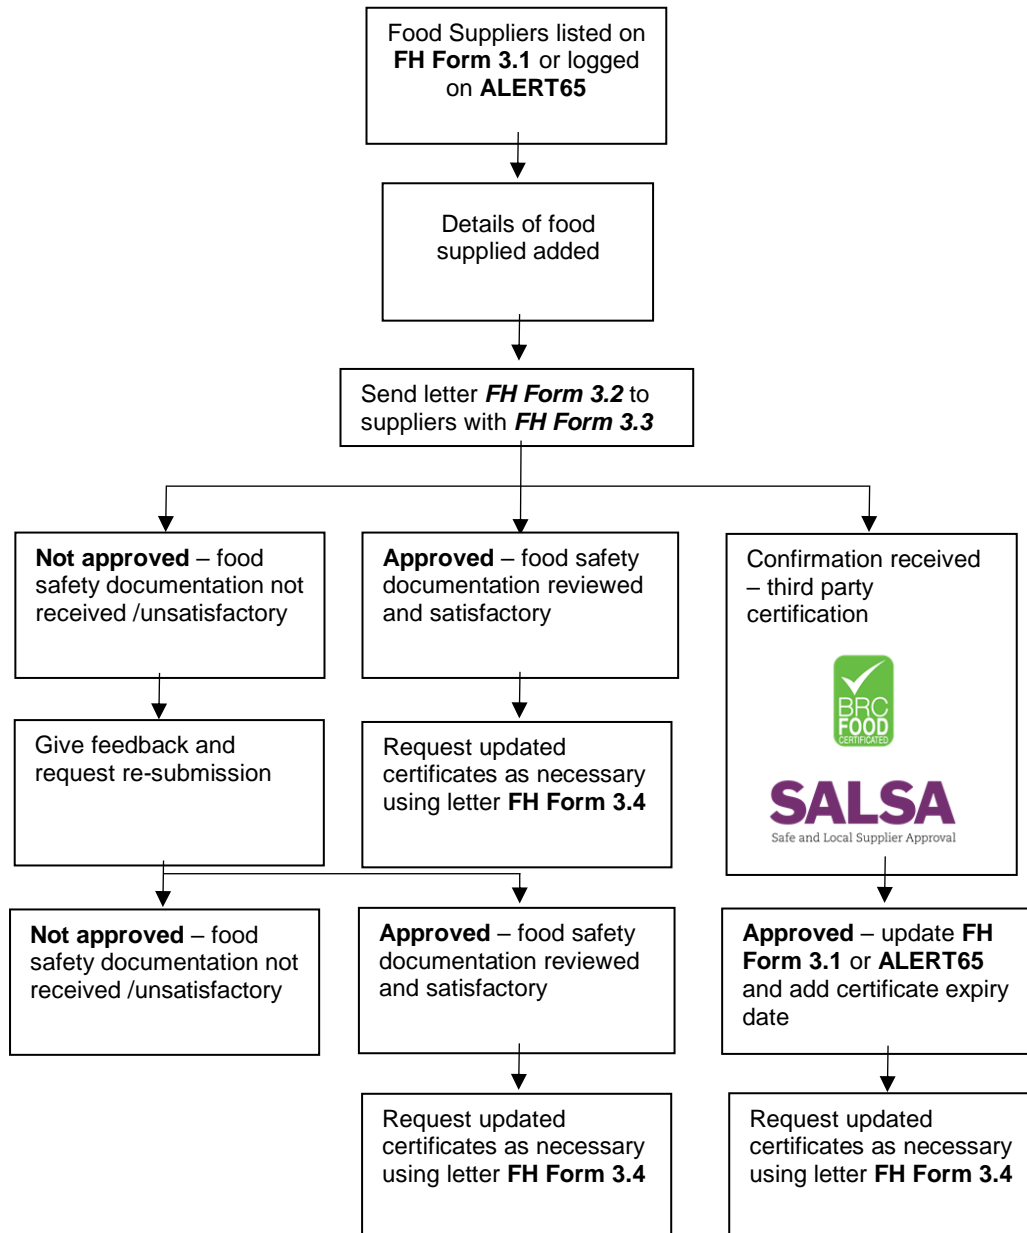 Food Suppliers listed on
FH Form 3.1 or logged
on ALERT65
Details of food
supplied added
Send letter FH Form 3.2 to
suppliers with FH Form 3.3
Not approved – food
safety documentation not
received /unsatisfactory
Approved – food safety
documentation reviewed
and satisfactory
Confirmation received
– third party
certification
BRC
FOOD
CERTIFICATED
SALSA
Safe and Local Supplier Approval
Give feedback and
request re-submission
Request updated
certificates as necessary
using letter FH Form 3.4
Not approved – food
safety documentation not
received /unsatisfactory
Approved – food safety
documentation reviewed
and satisfactory
Approved – update FH
Form 3.1 or ALERT65
and add certificate expiry
date
Request updated
certificates as necessary
using letter FH Form 3.4
Request updated
certificates as necessary
using letter FH Form 3.4